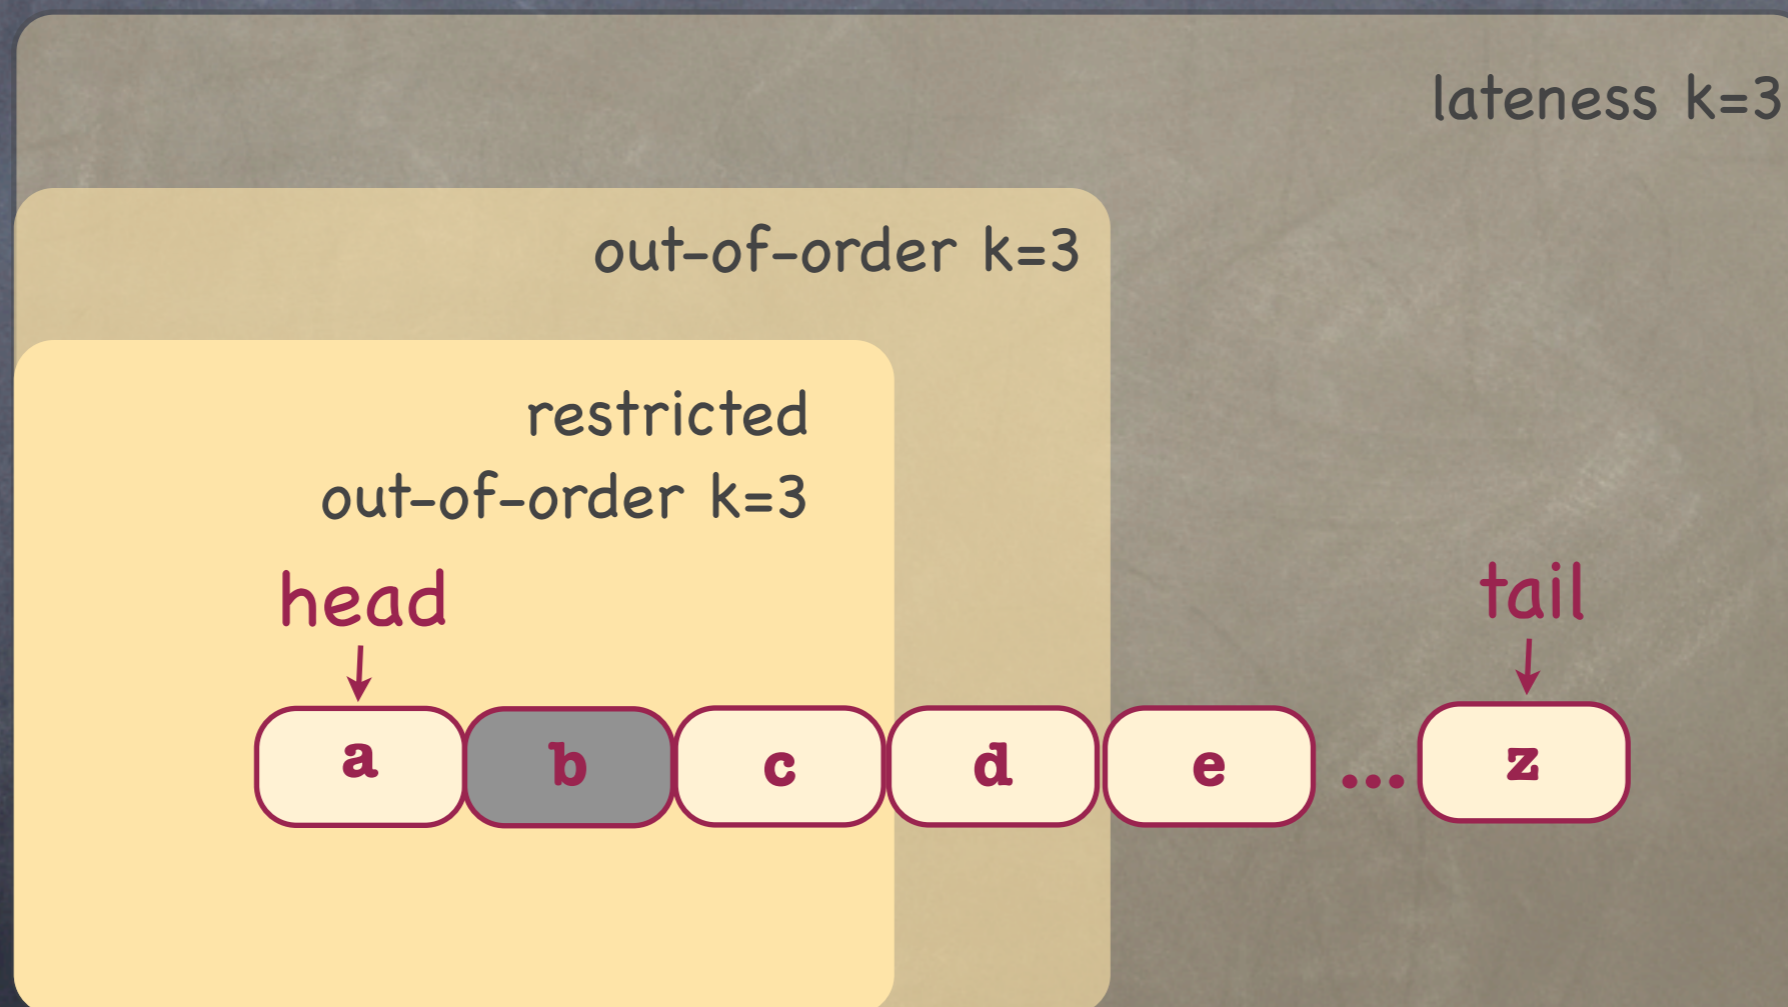 lateness k=3
out-of-order k=3
restricted
out-of-order k=3
head
tail
a b c d e ... z